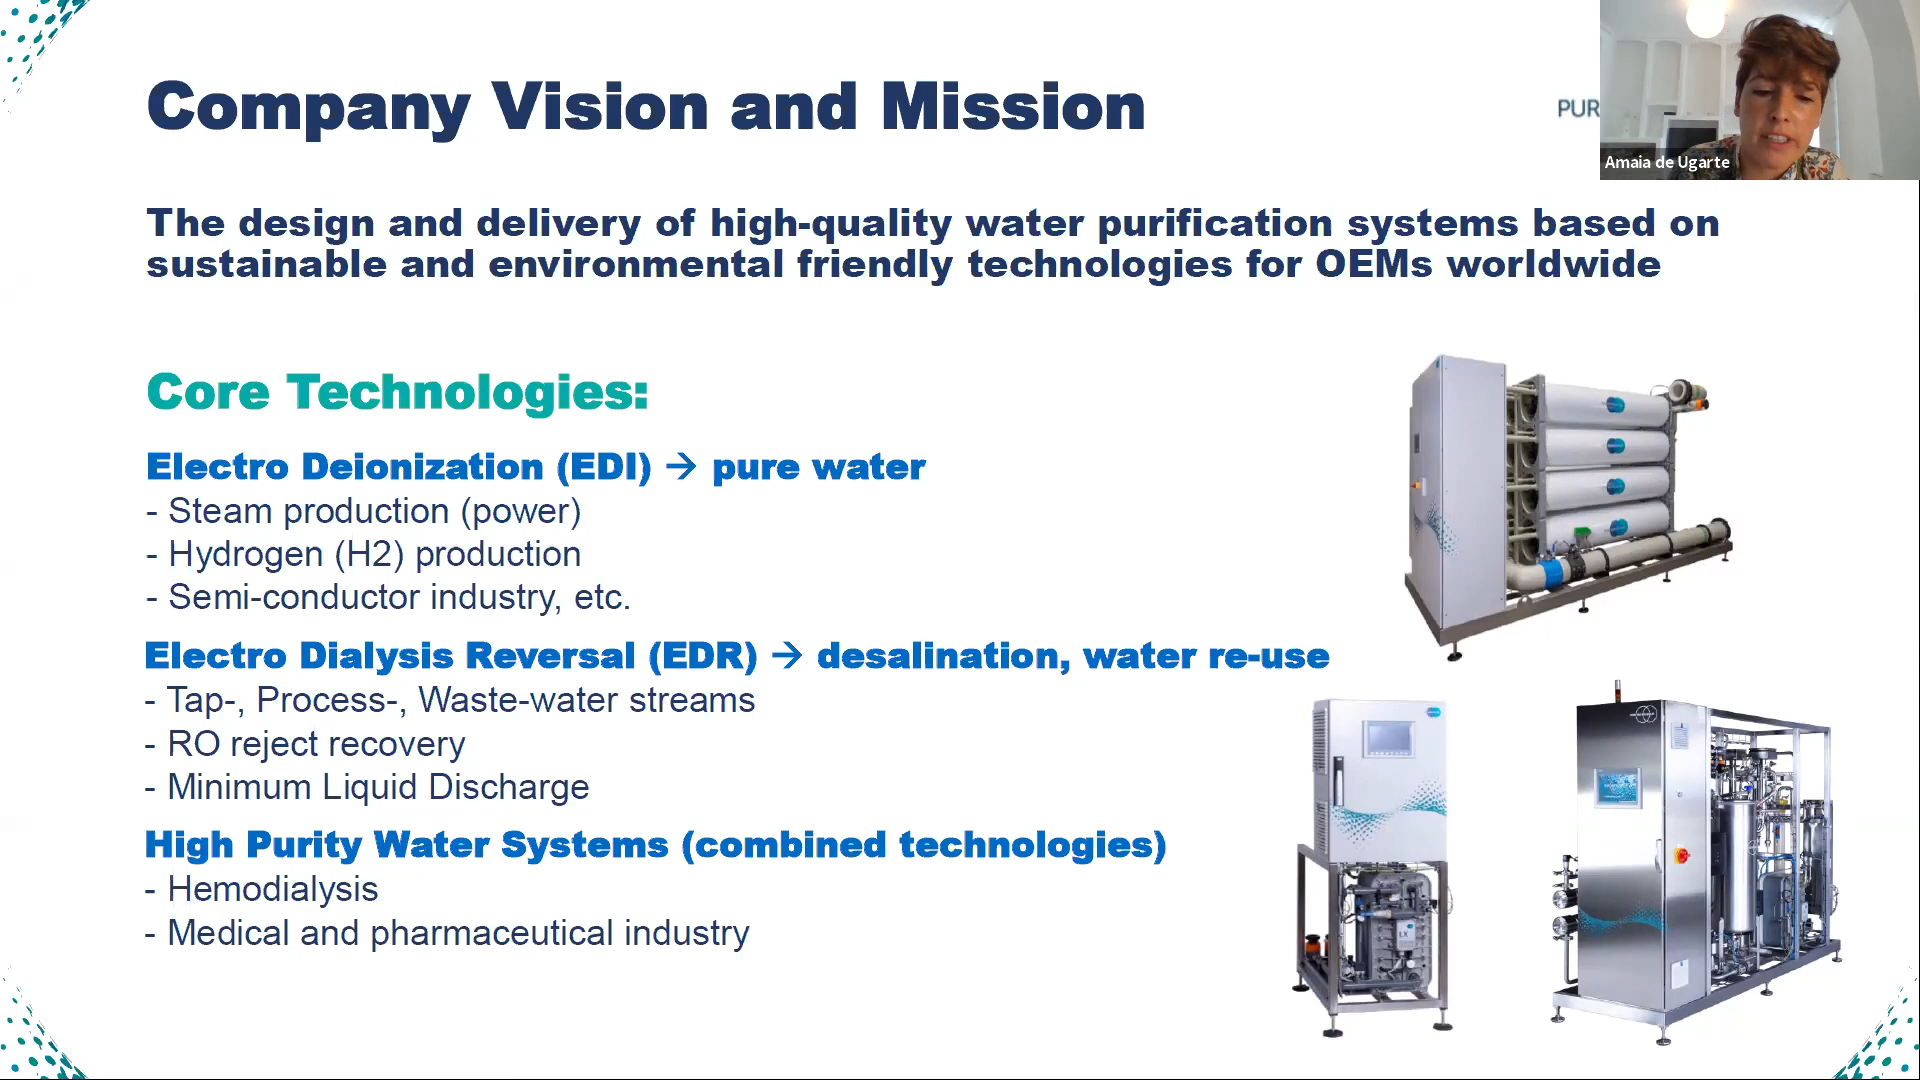 Company Vision and Mission
PUR
Amaia de Ugarte
The design and delivery of high-quality water purification systems based on
sustainable and environmental friendly technologies for OEMs worldwide
Core Technologies:
Electro Deionization (EDI) → pure water
- Steam production (power)
- Hydrogen (H2) production
- Semi-conductor industry, etc.
Electro Dialysis Reversal (EDR) → desalination, water re-use
- Tap-, Process-, Waste-water streams
- RO reject recovery
- Minimum Liquid Discharge
High Purity Water Systems (combined technologies)
- Hemodialysis
- Medical and pharmaceutical industry
LX